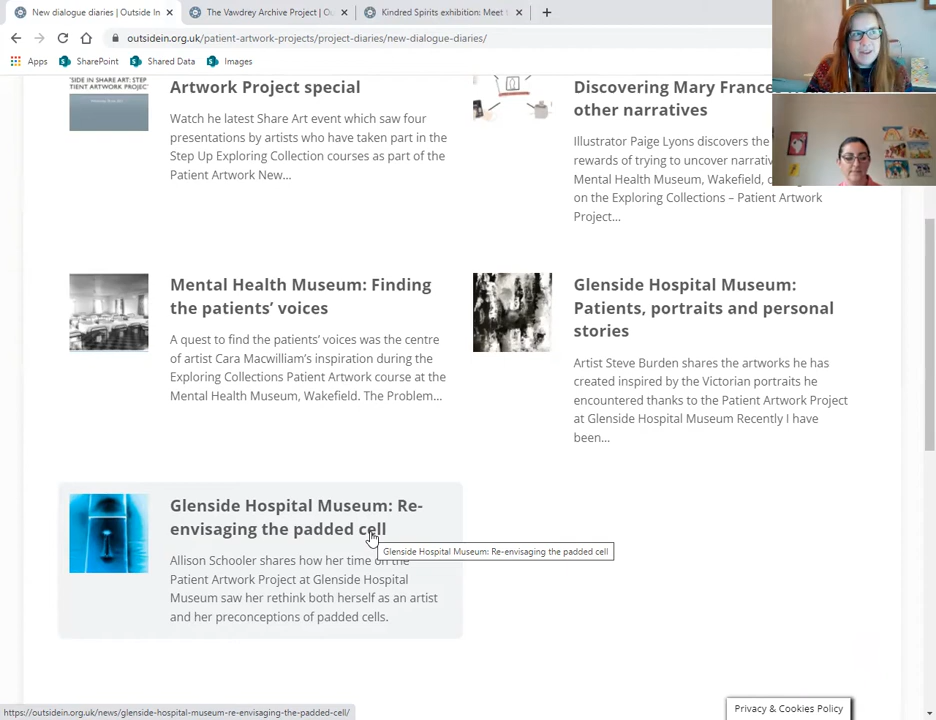 New dialogue diaries | Outside In
The Vawdrey Archive Project | O
Kindred Spirits exhibition: Meet
outsidein.org.uk/patient-artwork-projects/project-diaries/new-dialogue-diaries/
Apps
SharePoint
Shared Data
Images
SIDE IN SHARE ART: STEP
TIENT ARTWORK PROJEC
Artwork Project special
Watch he latest Share Art event which saw four
presentations by artists who have taken part in the
Step Up Exploring Collection courses as part of the
Patient Artwork New...
Discovering Mary France
other narratives
Illustrator Paige Lyons discovers the
rewards of trying to uncover narrativ
Mental Health Museum, Wakefield,
on the Exploring Collections – Patient Artwork
Project...
Mental Health Museum: Finding
the patients’ voices
A quest to find the patients’ voices was the centre
of artist Cara Macwilliam’s inspiration during the
Exploring Collections Patient Artwork course at the
Mental Health Museum, Wakefield. The Problem...
Glenside Hospital Museum:
Patients, portraits and personal
stories
Artist Steve Burden shares the artworks he has
created inspired by the Victorian portraits he
encountered thanks to the Patient Artwork Project
at Glenside Hospital Museum Recently I have
been...
Glenside Hospital Museum: Re-
envisaging the padded cell
Glenside Hospital Museum: Re-envisaging the padded cell
Allison Schooler shares how her time on the
Patient Artwork Project at Glenside Hospital
Museum saw her rethink both herself as an artist
and her preconceptions of padded cells.
https://outsidein.org.uk/news/glenside-hospital-museum-re-envisaging-the-padded-cell/
Privacy & Cookies Policy